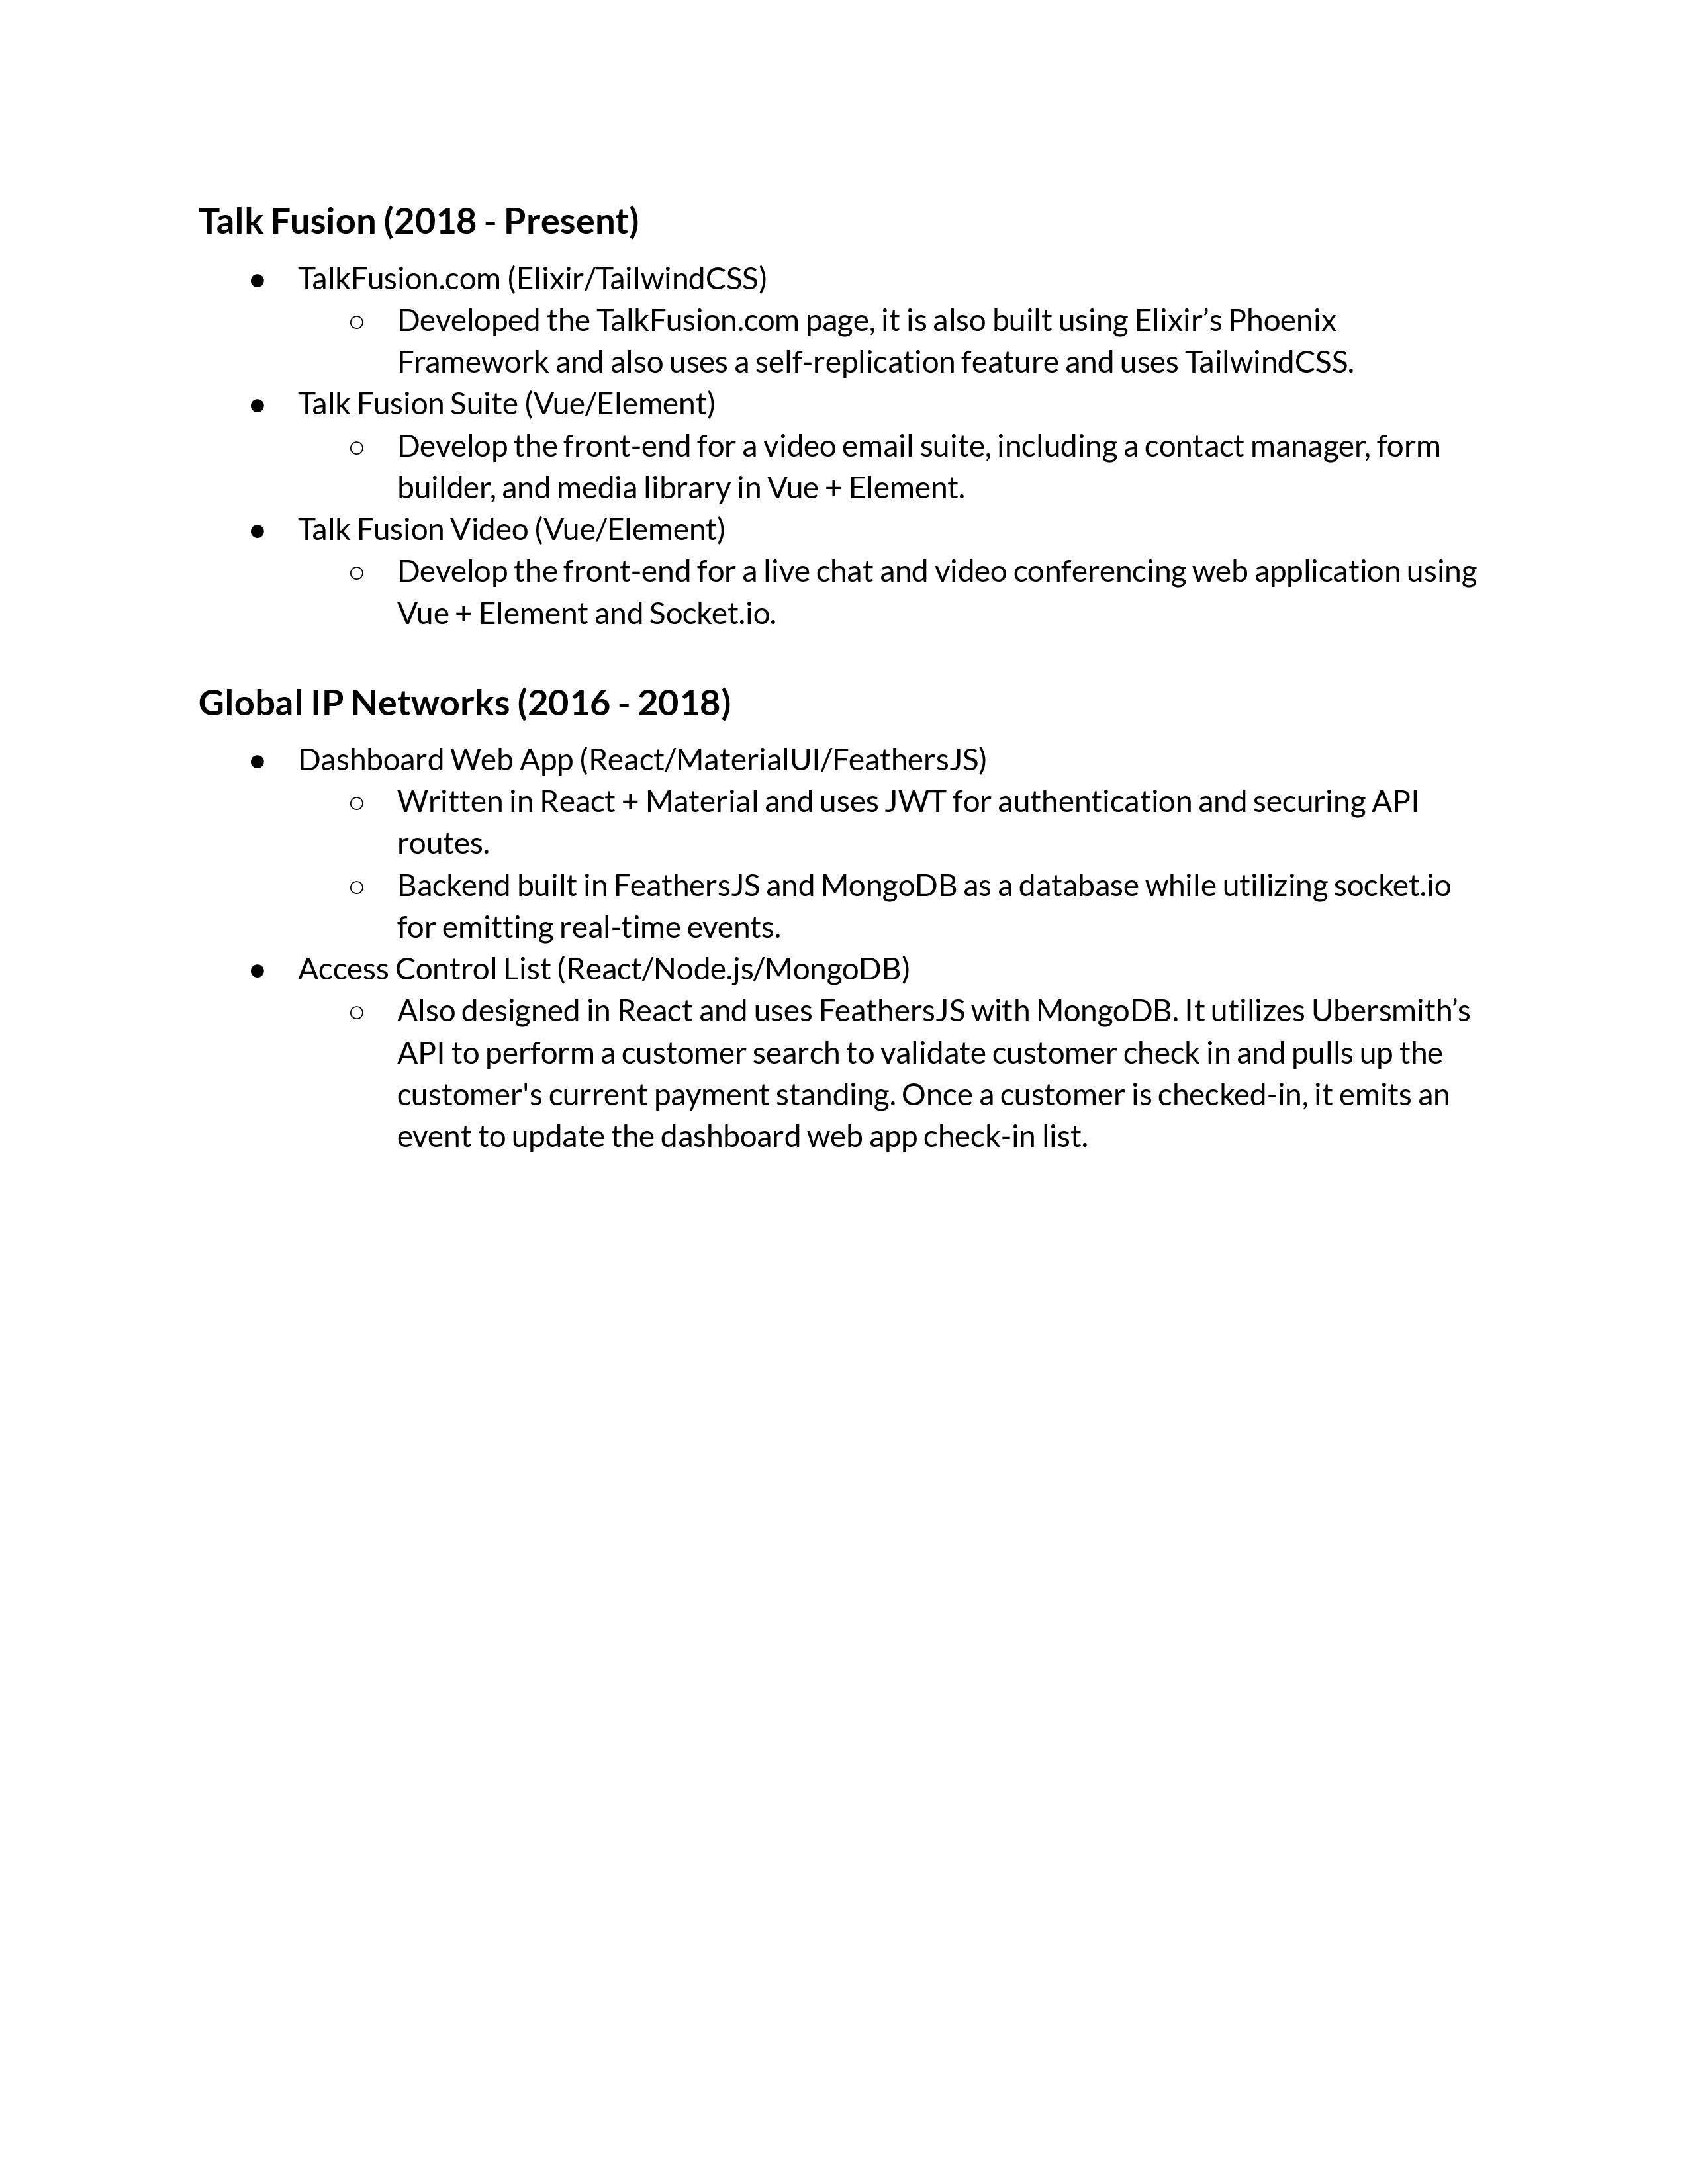 Talk Fusion (2018 - Present)
● TalkFusion.com (Elixir/TailwindCSS)
○ Developed the TalkFusion.com page, it is also built using Elixir’s Phoenix
Framework and also uses a self-replication feature and uses TailwindCSS.
● Talk Fusion Suite (Vue/Element)
○ Develop the front-end for a video email suite, including a contact manager, form
builder, and media library in Vue + Element.
● Talk Fusion Video (Vue/Element)
○ Develop the front-end for a live chat and video conferencing web application using
Vue + Element and Socket.io.
Global IP Networks (2016 - 2018)
● Dashboard Web App (React/MaterialUI/FeathersJS)
○ Written in React + Material and uses JWT for authentication and securing API
routes.
○ Backend built in FeathersJS and MongoDB as a database while utilizing socket.io
for emitting real-time events.
● Access Control List (React/Node.js/MongoDB)
○ Also designed in React and uses FeathersJS with MongoDB. It utilizes Ubersmith’s
API to perform a customer search to validate customer check in and pulls up the
customer's current payment standing. Once a customer is checked-in, it emits an
event to update the dashboard web app check-in list.